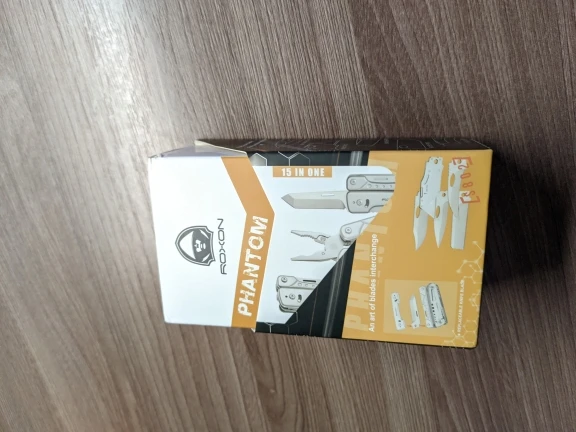 ROXON
PHANTOM
15 IN ONE
PHANTOM
An art of blades interchange